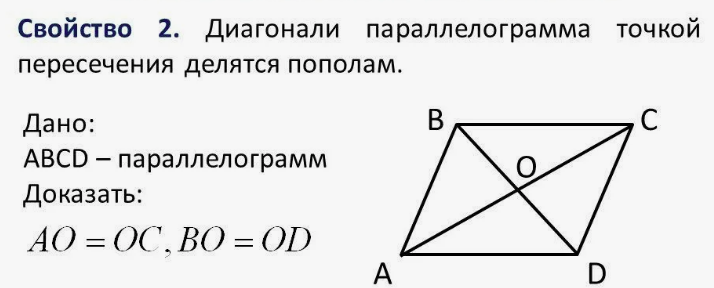 Свойство 2. Диагонали параллелограмма точкой
пересечения делятся пополам.
Дано:
ABCD – параллелограмм
Доказать:
AO = OC, BO = OD
B
C
O
A
D